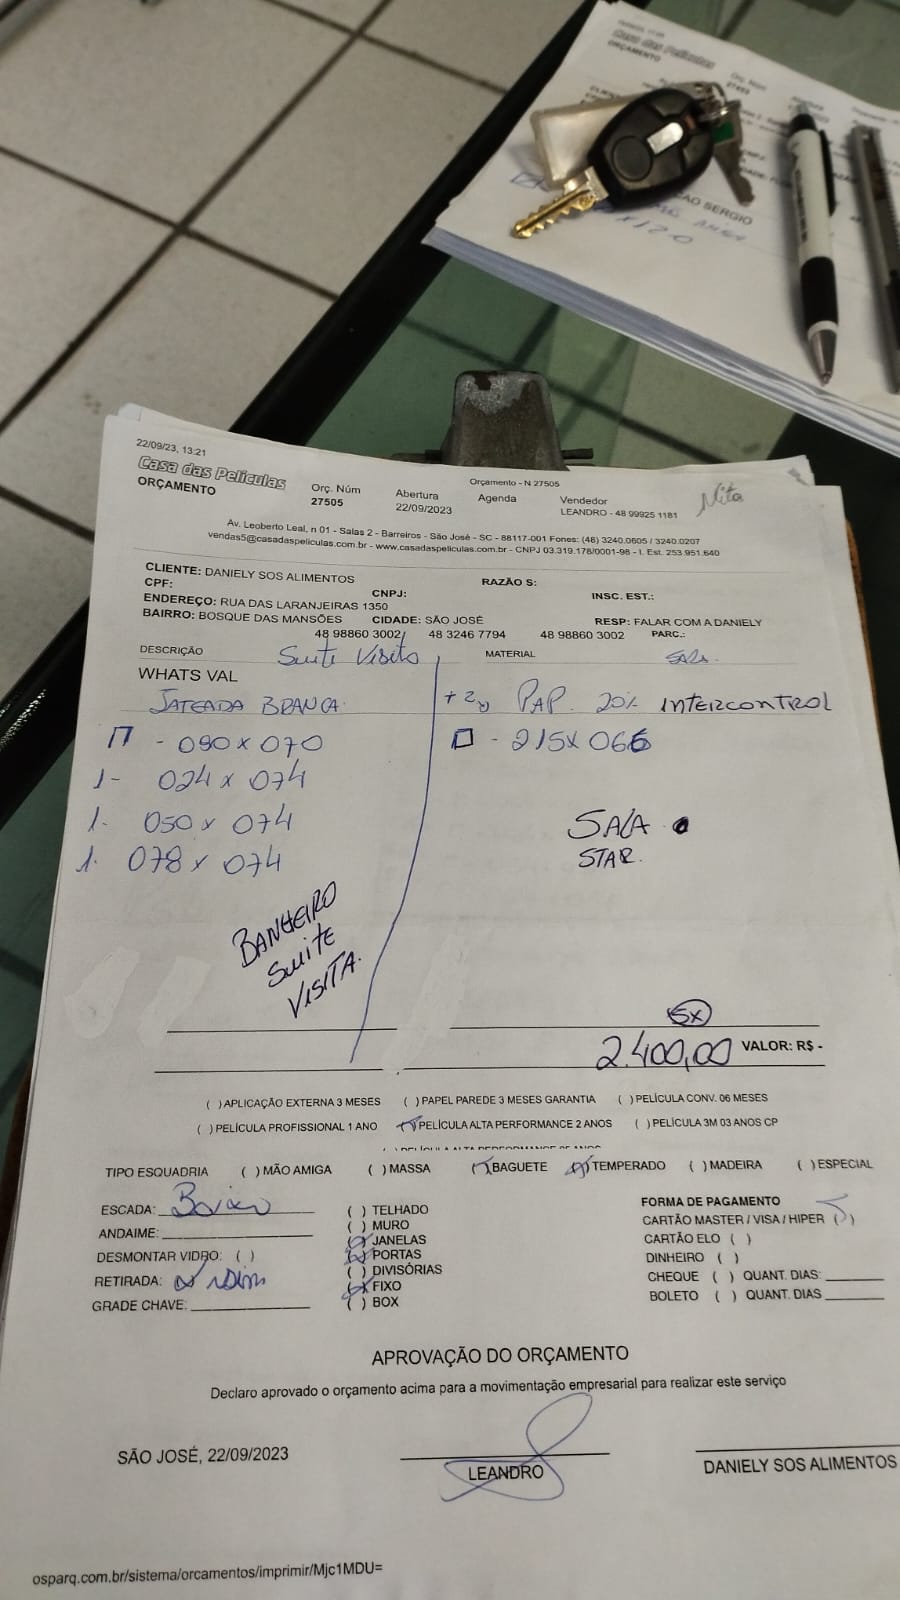 Casa das Películas
ORÇAMENTO
Orç. Núm
SERGIO
x120
22/09/23, 13:21
Orçamento - N 27505
Casa das Películas
ORÇAMENTO
Orç. Núm Abertura Agenda Vendedor
27505 22/09/2023 LEANDRO - 48 99925 1181
Av. Leoberto Leal, n 01 - Salas 2 - Barreiros - São José - SC - 88117-001 Fones: (48) 3240.0605 / 3240.0207
vendas5@casadaspeliculas.com.br - www.casadaspeliculas.com.br - CNPJ 03.319.178/0001-98 - I. Est. 253.951.640
CLIENTE: DANIELY SOS ALIMENTOS RAZÃO S:
CPF: CNPJ: INSC. EST.:
ENDEREÇO: RUA DAS LARANJEIRAS 1350
BAIRRO: BOSQUE DAS MANSÕES CIDADE: SÃO JOSÉ RESP: FALAR COM A DANIELY
48 98860 3002/ 48 3246 7794 48 98860 3002 PARC.:
DESCRIÇÃO Suite Visita MATERIAL SALA.
WHATS VAL
JATEADA BRANCA PAP. 20% INTERCONTROL
- 090 x 070 - 215 x 066
1- 024 x 074
1. 050 x 074 SALA
1. 078 x 074 STAR.
BANHEIRO
SUITE
VISITA.
5x
2.400,00 VALOR: R$ -
( ) APLICAÇÃO EXTERNA 3 MESES ( ) PAPEL PAREDE 3 MESES GARANTIA ( ) PELÍCULA CONV. 06 MESES
( ) PELÍCULA PROFISSIONAL 1 ANO PELÍCULA ALTA PERFORMANCE 2 ANOS ( ) PELÍCULA 3M 03 ANOS CP
TIPO ESQUADRIA ( ) MÃO AMIGA ( ) MASSA BAGUETE TEMPERADO ( ) MADEIRA ( ) ESPECIAL
ESCADA: ( ) TELHADO FORMA DE PAGAMENTO
ANDAIME: ( ) MURO CARTÃO MASTER / VISA / HIPER ( )
JANELAS CARTÃO ELO ( )
DESMONTAR VIDRO: ( ) PORTAS DINHEIRO ( )
RETIRADA: Sim ( ) DIVISÓRIAS CHEQUE ( ) QUANT. DIAS:
FIXO BOLETO ( ) QUANT. DIAS
GRADE CHAVE: ( ) BOX
APROVAÇÃO DO ORÇAMENTO
Declaro aprovado o orçamento acima para a movimentação empresarial para realizar este serviço
SÃO JOSÉ, 22/09/2023 LEANDRO DANIELY SOS ALIMENTOS
osparq.com.br/sistema/orcamentos/imprimir/Mjc1MDU=